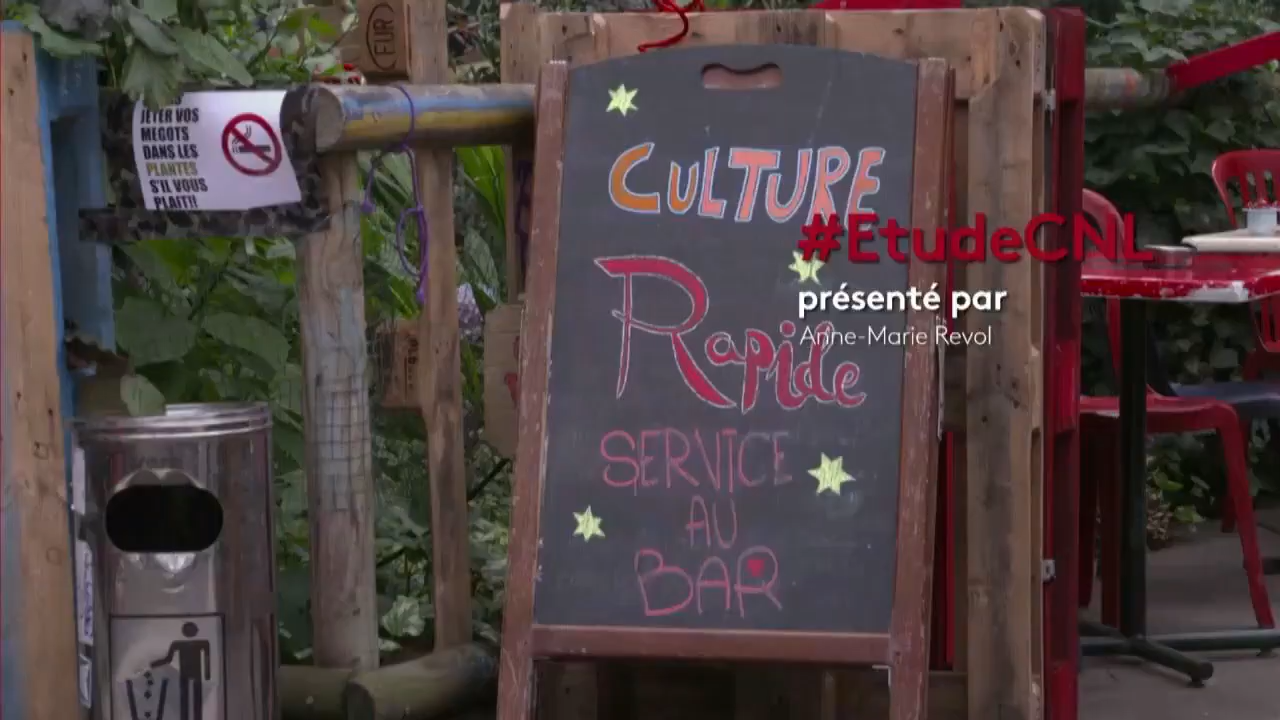 JETER VOS
MEGOTS
DANS LES
PLANTES
S'IL VOUS
PLAIT!!
FUR
CULTURE
Rapide
SERVICE
AU
BAR
#EtudeCNL
présenté par
Anne-Marie Revol